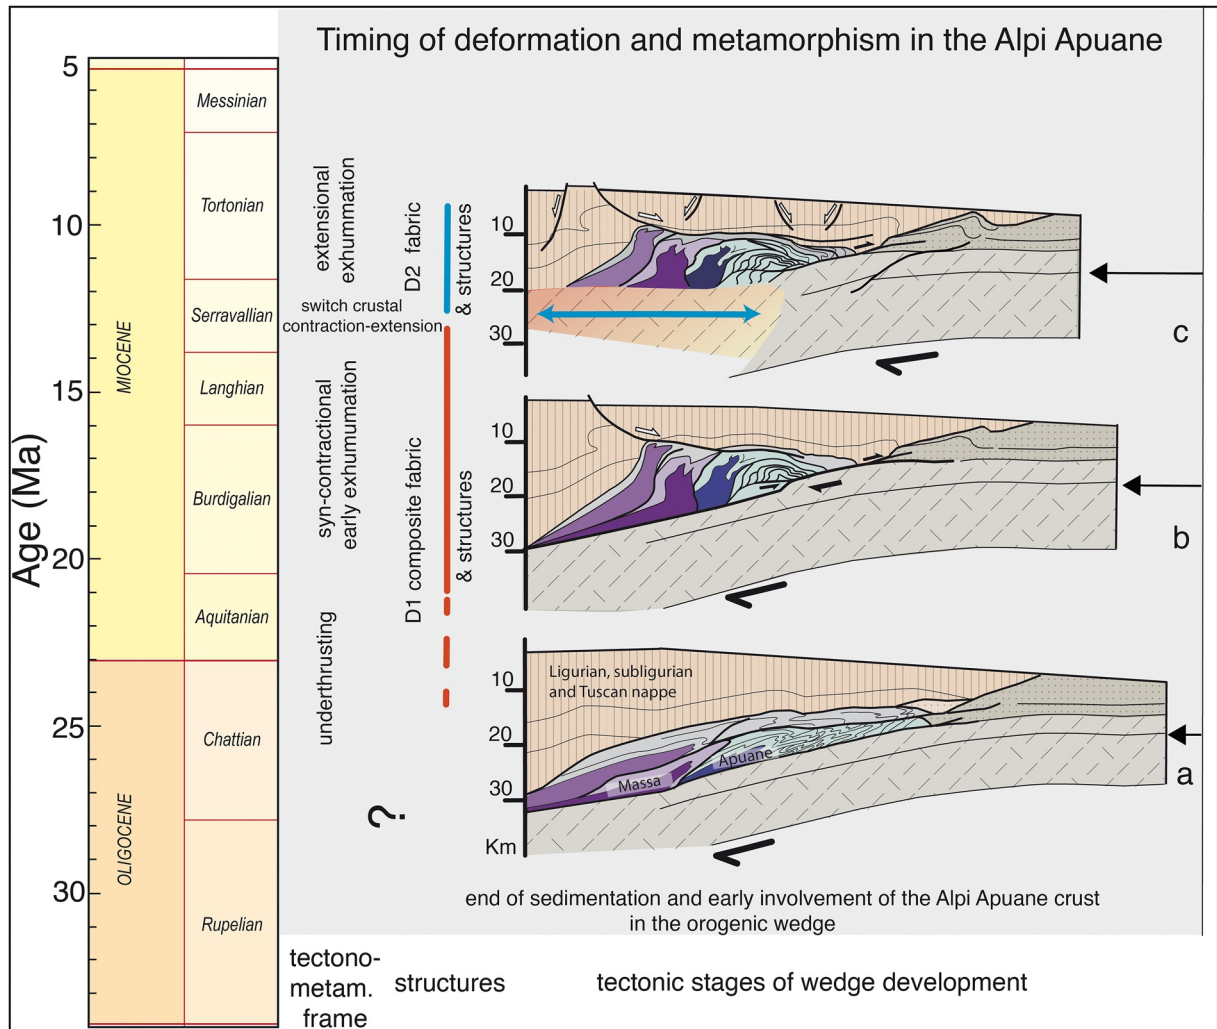 Timing of deformation and metamorphism in the Alpi Apuane
Age (Ma)
5
10
15
20
25
30
MIOCENE
OLIGOCENE
Messinian
Tortonian
Serravallian
Langhian
Burdigalian
Aquitanian
Chattian
Rupelian
extensional
exhummation
switch crustal
contraction-extension
syn-contractional
early exhumumation
underthrusting
?
D2 fabric
& structures
D1 composite fabric
& structures
10
20
30
c
10
20
30
b
Ligurian, subligurian
and Tuscan nappe
10
20
30
Km
Massa
Apuane
a
end of sedimentation and early involvement of the Alpi Apuane crust
in the orogenic wedge
tectono-
metam.
frame
structures
tectonic stages of wedge development